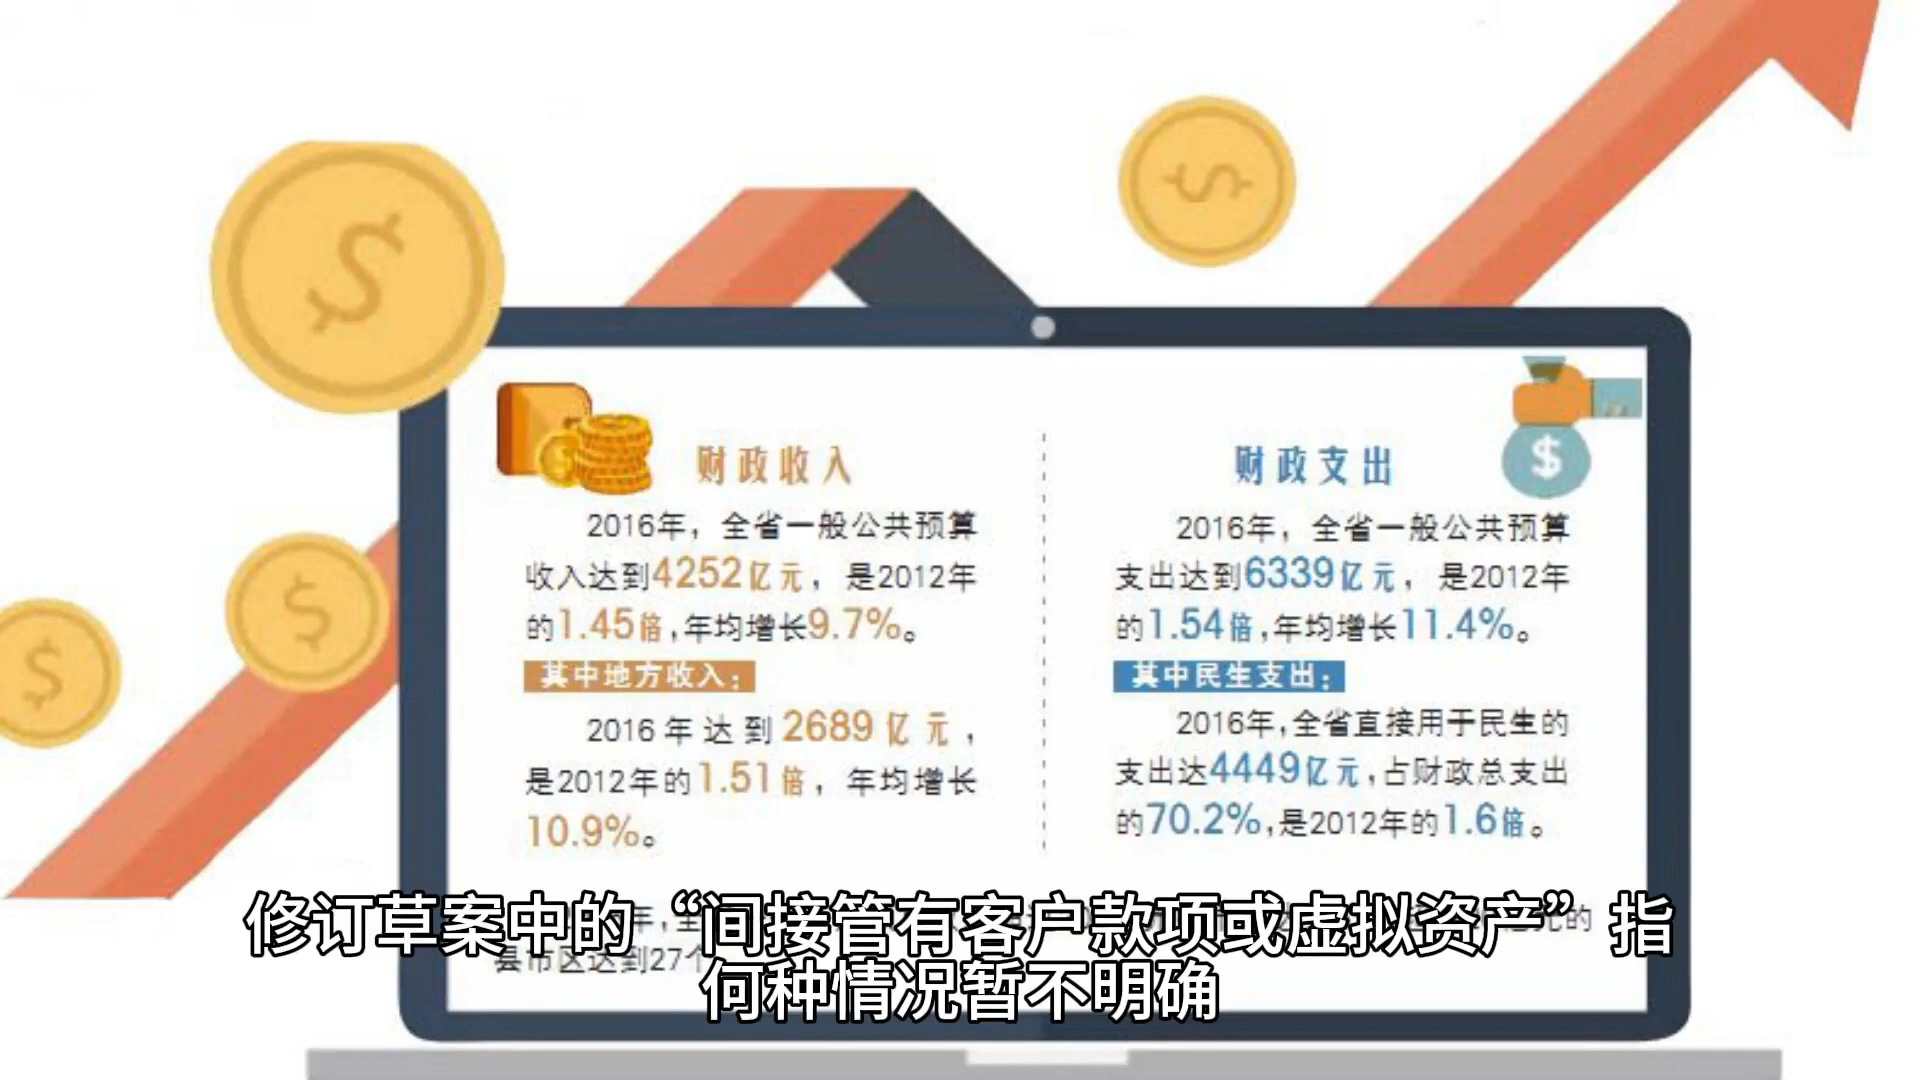 财政收入
2016年，全省一般公共预算
收入达到4252亿元，是2012年
的1.45倍，年均增长9.7%。
其中地方收入：
2016年达到2689亿元，
是2012年的1.51倍，年均增长
10.9%。
财政支出
2016年，全省一般公共预算
支出达到6339亿元，是2012年
的1.54倍，年均增长11.4%。
其中民生支出：
2016年，全省直接用于民生的
支出达4449亿元，占财政总支出
的70.2%，是2012年的1.6倍。
县市区达到27个
修订草案中的“间接管有客户款项或虚拟资产”指
何种情况暂不明确